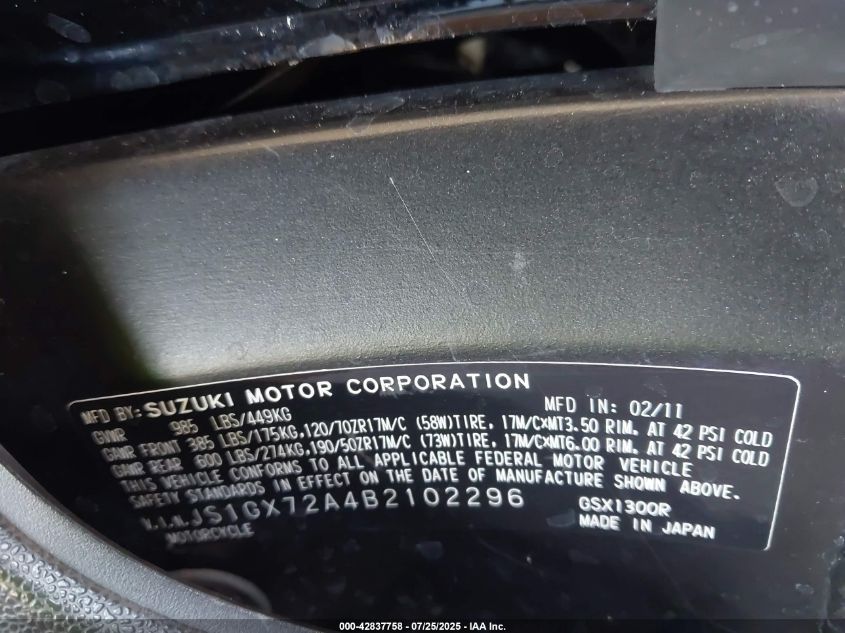 MFD BY: SUZUKI MOTOR CORPORATION MFD IN: 02/11
GVWR 985 LBS/449KG
GAWR FRONT 385 LBS/175KG,120/70ZR17M/C (58W)TIRE, 17M/C×MT3.50 RIM, AT 42 PSI COLD
GAWR REAR 600 LBS/274KG,190/50ZR17M/C (73W)TIRE, 17M/C×MT6.00 RIM, AT 42 PSI COLD
THIS VEHICLE CONFORMS TO ALL APPLICABLE FEDERAL MOTOR VEHICLE
SAFETY STANDARDS IN EFFECT ON THE DATE OF MANUFACTURE SHOWN ABOVE.
V.I.N. JS1GX72A4B2102296 GSX1300R
MOTORCYCLE MADE IN JAPAN
000-42837758 - 07/25/2025 - IAA Inc.